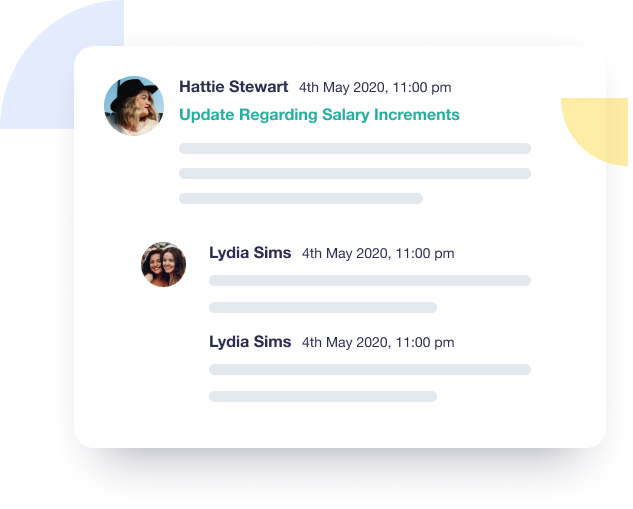 Hattie Stewart 4th May 2020, 11:00 pm
Update Regarding Salary Increments
Lydia Sims 4th May 2020, 11:00 pm
Lydia Sims 4th May 2020, 11:00 pm